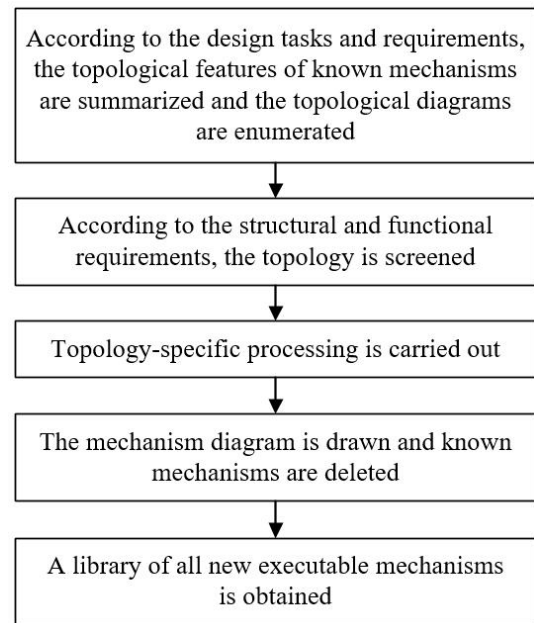 According to the design tasks and requirements,
the topological features of known mechanisms
are summarized and the topological diagrams
are enumerated
According to the structural and functional
requirements, the topology is screened
Topology-specific processing is carried out
The mechanism diagram is drawn and known
mechanisms are deleted
A library of all new executable mechanisms
is obtained